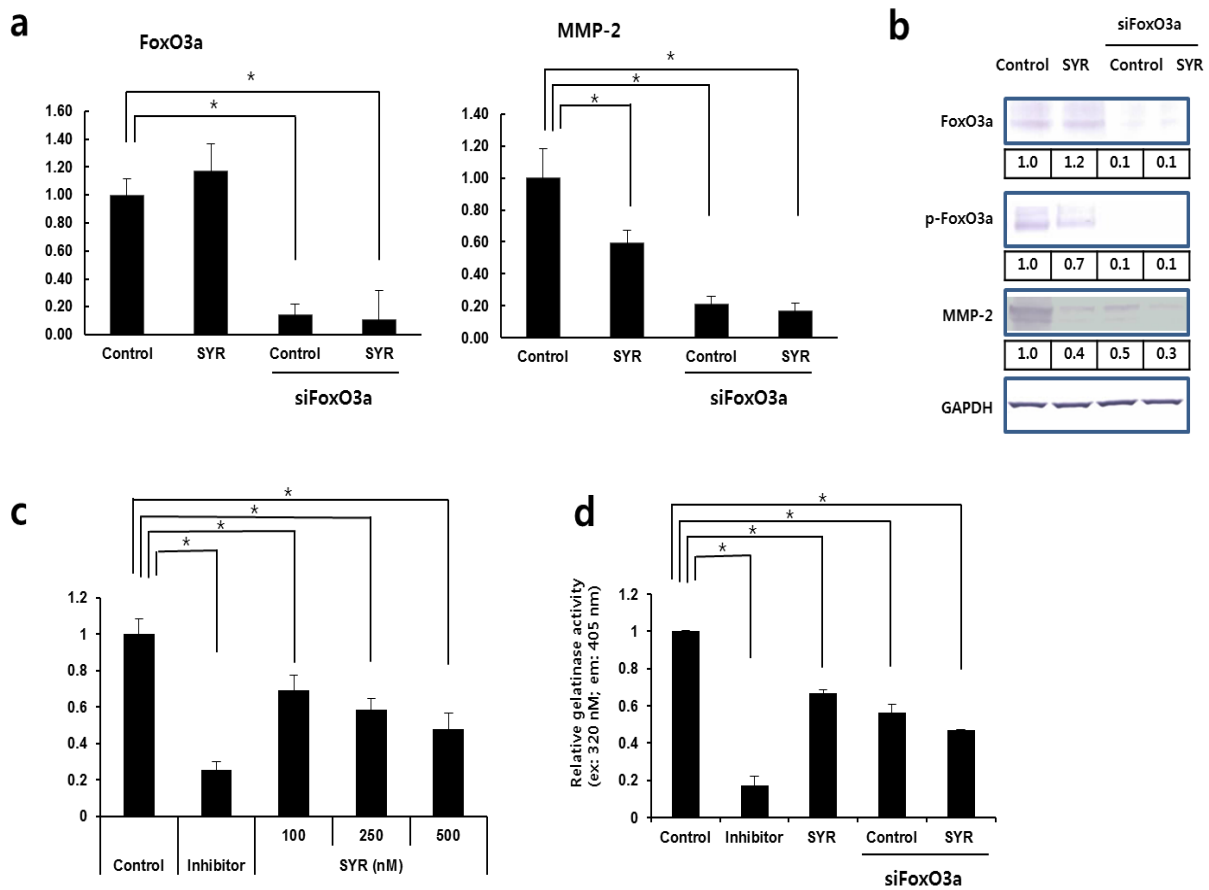 a
FoxO3a
*
*
1.60
1.40
1.20
1.00
0.80
0.60
0.40
0.20
0.00
Control SYR Control SYR
siFoxO3a
MMP-2
*
*
*
1.40
1.20
1.00
0.80
0.60
0.40
0.20
0.00
Control SYR Control SYR
siFoxO3a
b
siFoxO3a
Control SYR Control SYR
FoxO3a
1.0 1.2 0.1 0.1
p-FoxO3a
1.0 0.7 0.1 0.1
MMP-2
1.0 0.4 0.5 0.3
GAPDH
c
*
*
*
*
1.2
1
0.8
0.6
0.4
0.2
0
100 250 500
Control Inhibitor SYR (nM)
d
*
*
*
*
Relative gelatinase activity
(ex: 320 nM; em: 405 nm)
1.2
1
0.8
0.6
0.4
0.2
0
Control Inhibitor SYR Control SYR
siFoxO3a